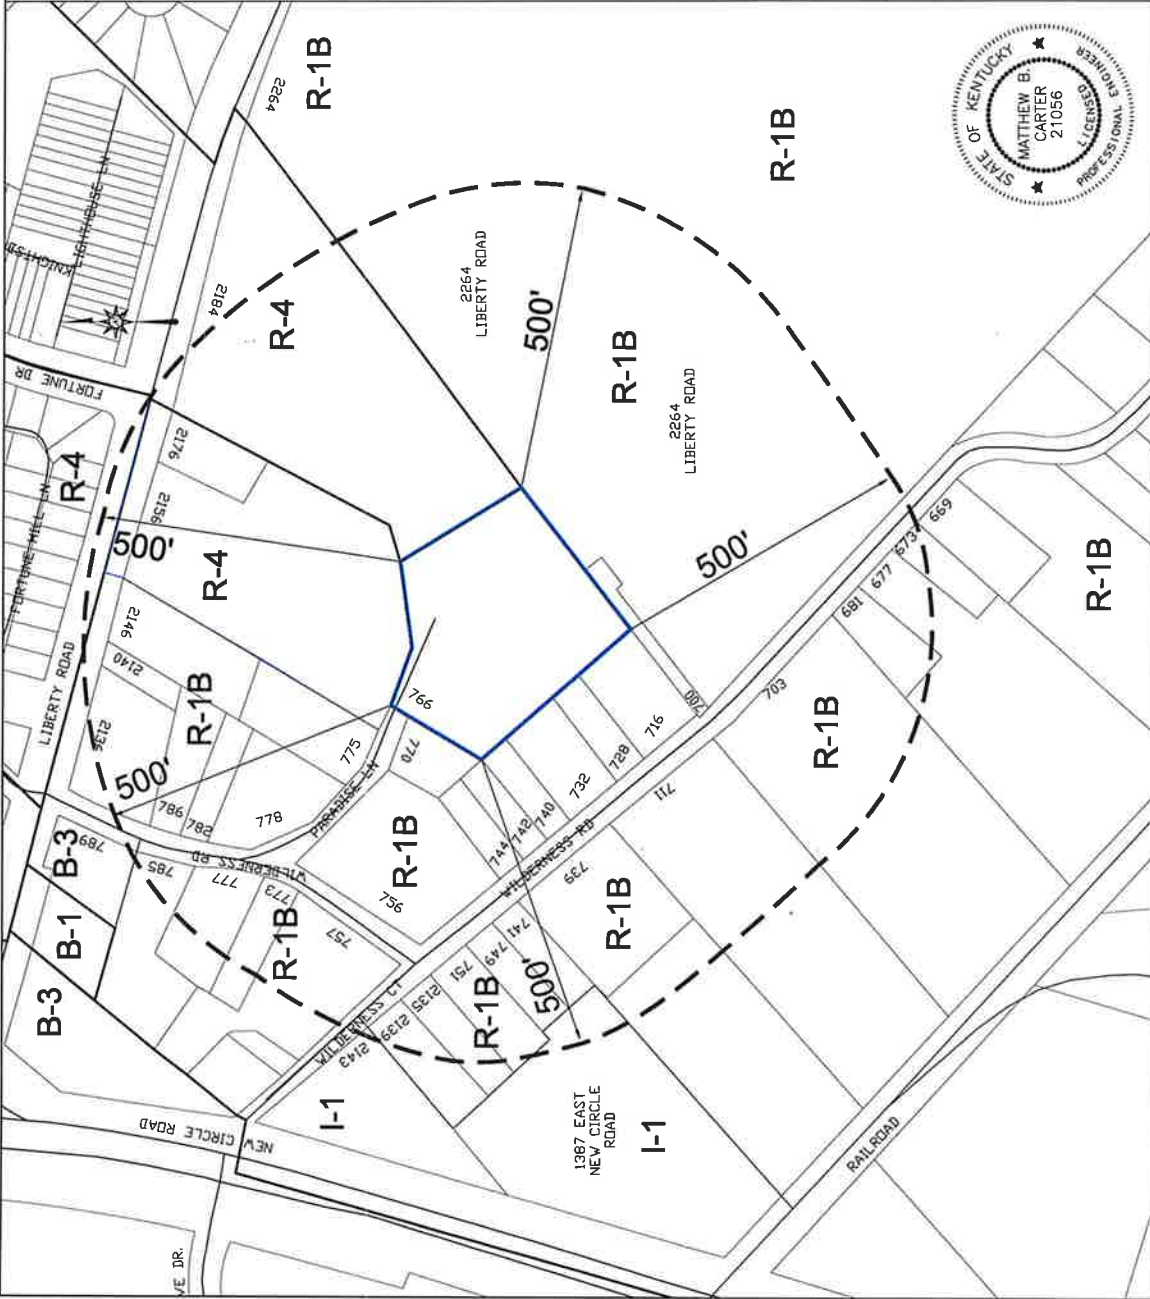 R-1B
2264
KNIGHTSB
LIGHTHOUSE LN
2184
R-4
FORTUNE DR
STATE OF KENTUCKY
MATTHEW B.
CARTER
21056
LICENSED
PROFESSIONAL ENGINEER
R-1B
2264
LIBERTY ROAD
500'
R-1B
2264
LIBERTY ROAD
R-4
FORTUNE HILL LN
2176
2156
500'
R-4
LIBERTY ROAD
2146
2140
R-1B
2136
500'
775
766
770
500'
669
673
677
681
R-1B
700
703
R-1B
716
728
732
740
742
744
711
PARADISE LN
778
782
786
WILDERNESS RD
R-1B
756
WILDERNESS RD
739
R-1B
789
B-3
785
777
773
R-1B
757
B-1
B-3
741
749
751
R-1B
500'
2135
2139
2143
WILDERNESS CT
I-1
1387 EAST
NEW CIRCLE
ROAD
I-1
NEW CIRCLE ROAD
RAILROAD
VE DR.